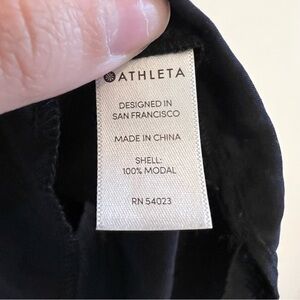 ATHLETA
DESIGNED IN
SAN FRANCISCO
MADE IN CHINA
SHELL:
100% MODAL
RN 54023